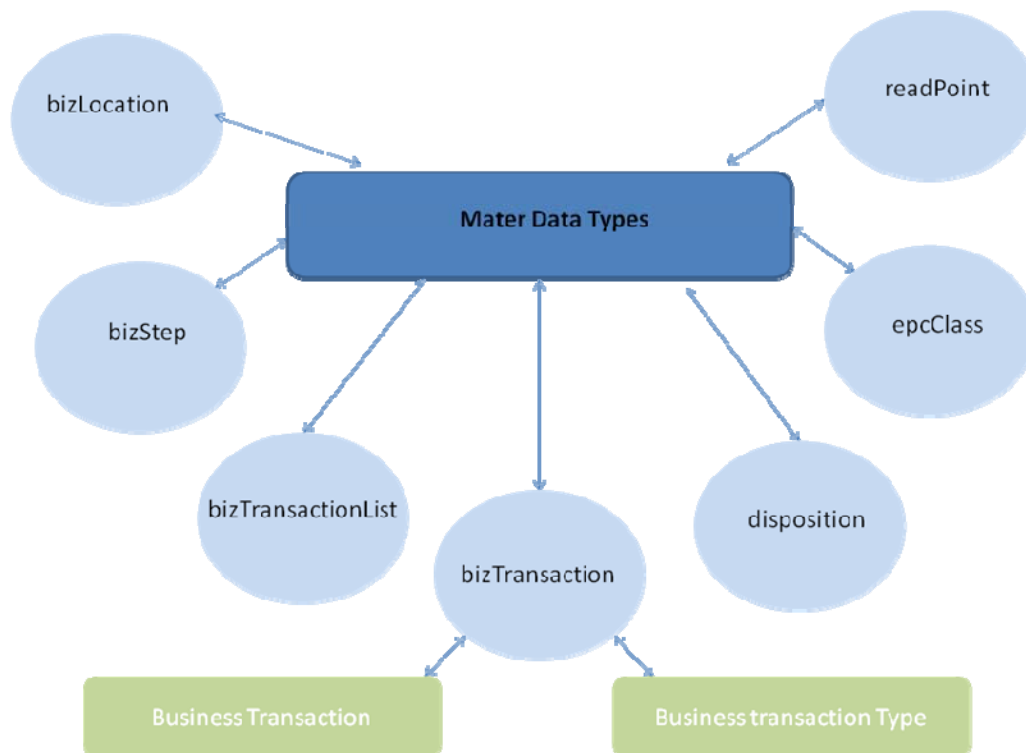 bizLocation
readPoint
Mater Data Types
bizStep
epcClass
bizTransactionList
disposition
bizTransaction
Business Transaction
Business transaction Type